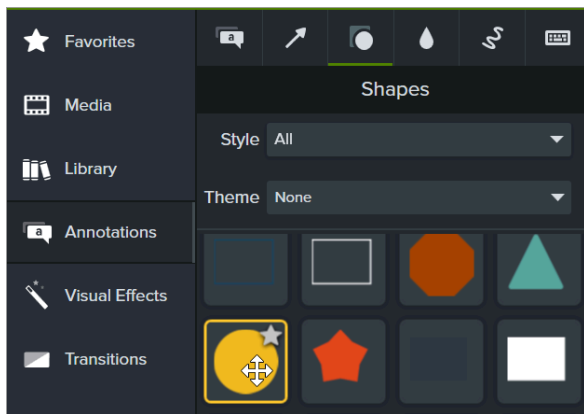 Favorites
a
Shapes
Media
Style All
Library
Theme None
a Annotations
Visual Effects
Transitions